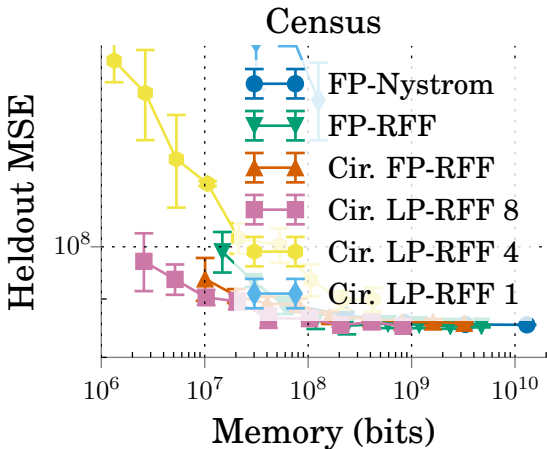 Census
Heldout MSE
10^8
FP-Nystrom
FP-RFF
Cir. FP-RFF
Cir. LP-RFF 8
Cir. LP-RFF 4
Cir. LP-RFF 1
10^6 10^7 10^8 10^9 10^10
Memory (bits)